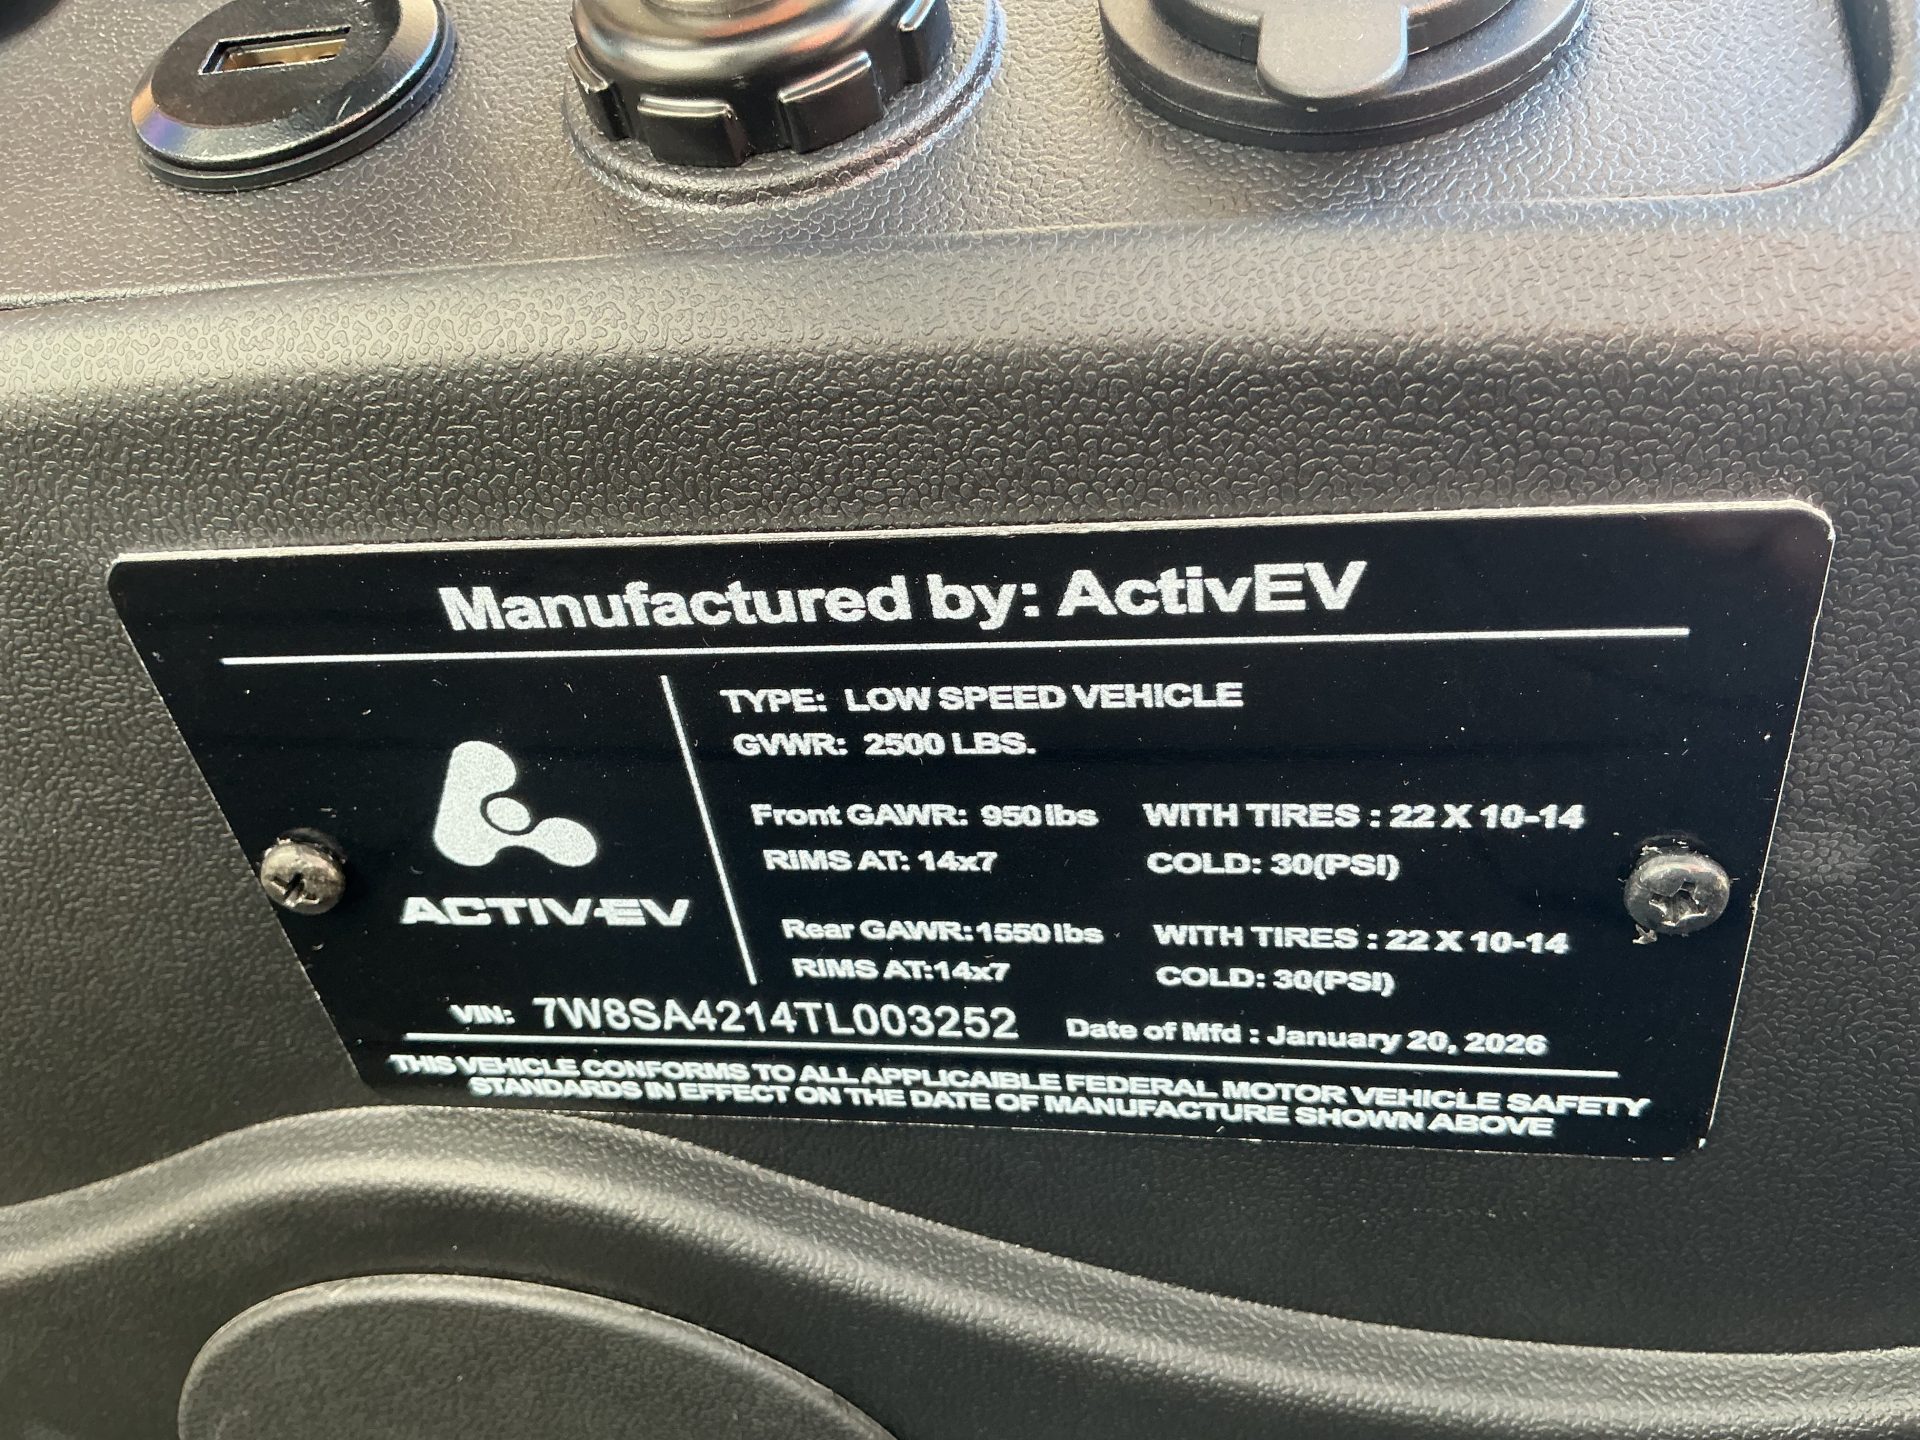 Manufactured by: ActivEV
TYPE: LOW SPEED VEHICLE
GVWR: 2500 LBS.
Front GAWR: 950 lbs WITH TIRES : 22 X 10-14
RIMS AT: 14x7 COLD: 30(PSI)
ACTIV-EV
Rear GAWR:1550 lbs WITH TIRES : 22 X 10-14
RIMS AT:14x7 COLD: 30(PSI)
VIN: 7W8SA4214TL003252 Date of Mfd : January 20, 2026
THIS VEHICLE CONFORMS TO ALL APPLICAIBLE FEDERAL MOTOR VEHICLE SAFETY
STANDARDS IN EFFECT ON THE DATE OF MANUFACTURE SHOWN ABOVE